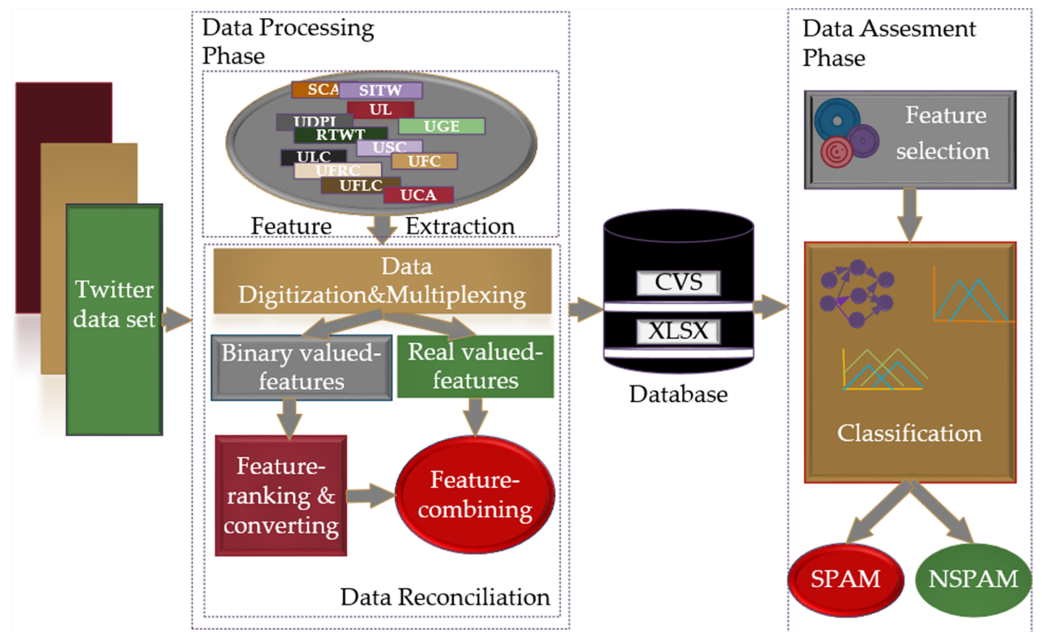 Data Processing
Phase
SCA
SITW
UL
UDPI
UGE
RTWT
USC
ULC
UFC
UFRC
UFLC
UCA
Feature Extraction
Twitter
data set
Data
Digitization&Multiplexing
Binary valued-
features
Real valued-
features
Feature-
ranking &
converting
Feature-
combining
Data Reconciliation
CVS
XLSX
Database
Data Assesment
Phase
Feature
selection
Classification
SPAM
NSPAM